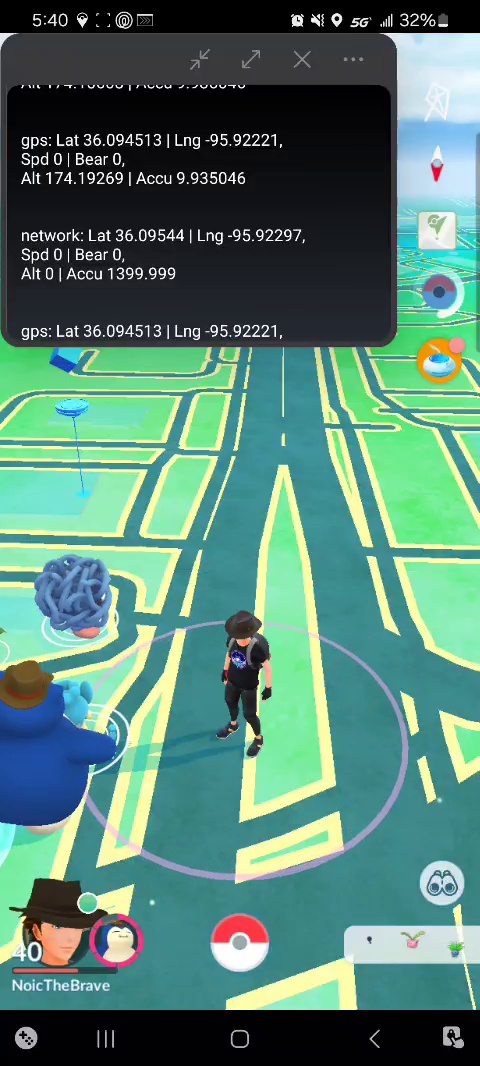 5:40
5G
32%
gps: Lat 36.094513 | Lng -95.92221,
Spd 0 | Bear 0,
Alt 174.19269 | Accu 9.935046
network: Lat 36.09544 | Lng -95.92297,
Spd 0 | Bear 0,
Alt 0 | Accu 1399.999
gps: Lat 36.094513 | Lng -95.92221,
40
NoicTheBrave